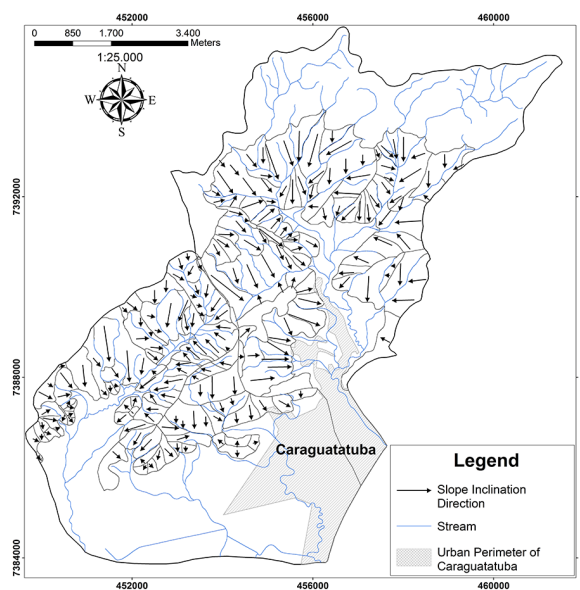 452000 456000 460000
0 850 1.700 3.400
Meters
1:25.000
N
W E
S
7392000
7388000
7384000
Caraguatatuba
Legend
Slope Inclination
Direction
Stream
Urban Perimeter of
Caraguatatuba
452000 456000 460000